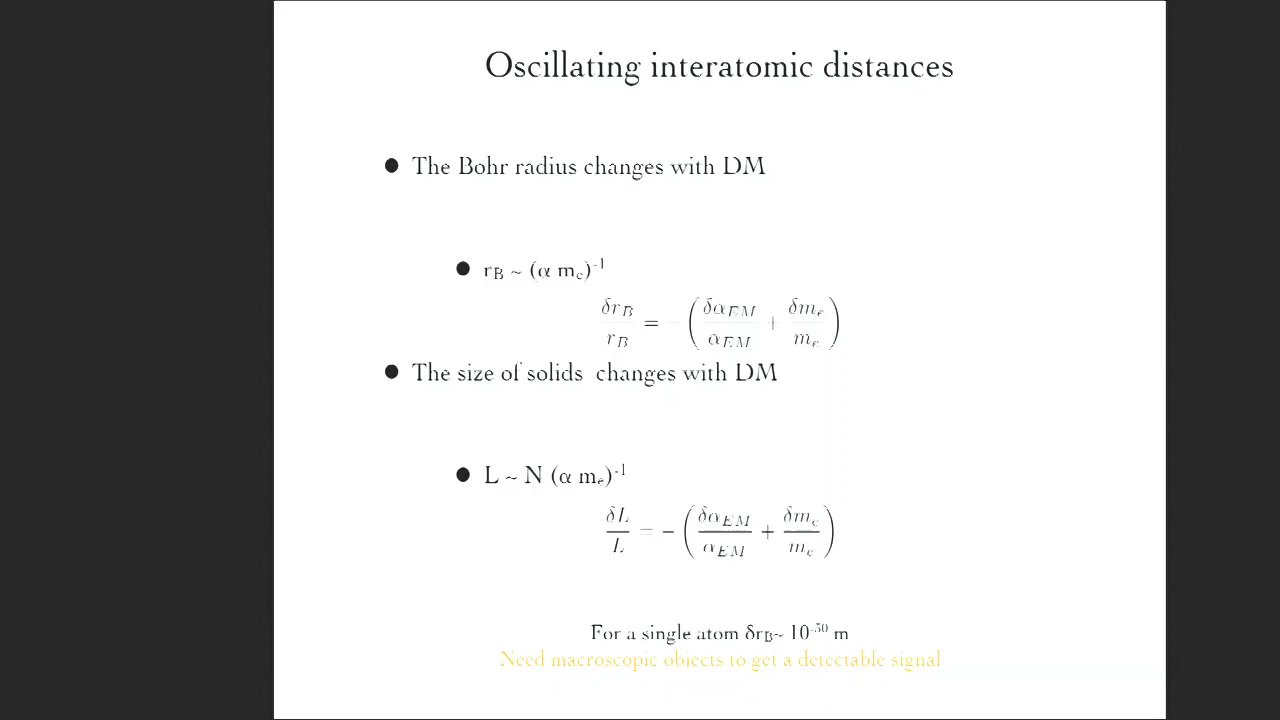 Oscillating interatomic distances
● The Bohr radius changes with DM
● r_B ~ (α m_e)^-1
δr_B / r_B = − ( δα_EM / α_EM + δm_e / m_e )
● The size of solids changes with DM
● L ~ N (α m_e)^-1
δL / L = − ( δα_EM / α_EM + δm_e / m_e )
For a single atom δr_B ~ 10^-30 m
Need macroscopic objects to get a detectable signal